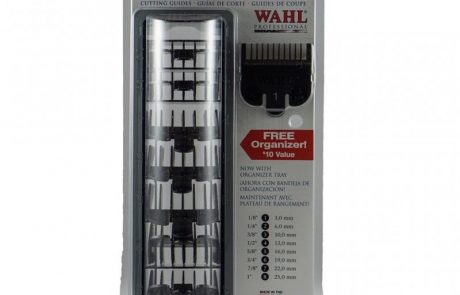 CUTTING GUIDES · GUÍAS DE CORTE · GUIDES DE COUPE
WAHL
PROFESSIONAL
1
FREE
Organizer!
$10 Value
NOW WITH
ORGANIZER TRAY
¡AHORA CON BANDEJA DE
ORGANIZACION!
MAINTENANT AVEC
PLATEAU DE RANGEMENT!
1/8" 1 3,0 mm
1/4" 2 6,0 mm
3/8" 3 10,0 mm
1/2" 4 13,0 mm
5/8" 5 16,0 mm
3/4" 6 19,0 mm
7/8" 7 22,0 mm
1" 8 25,0 mm